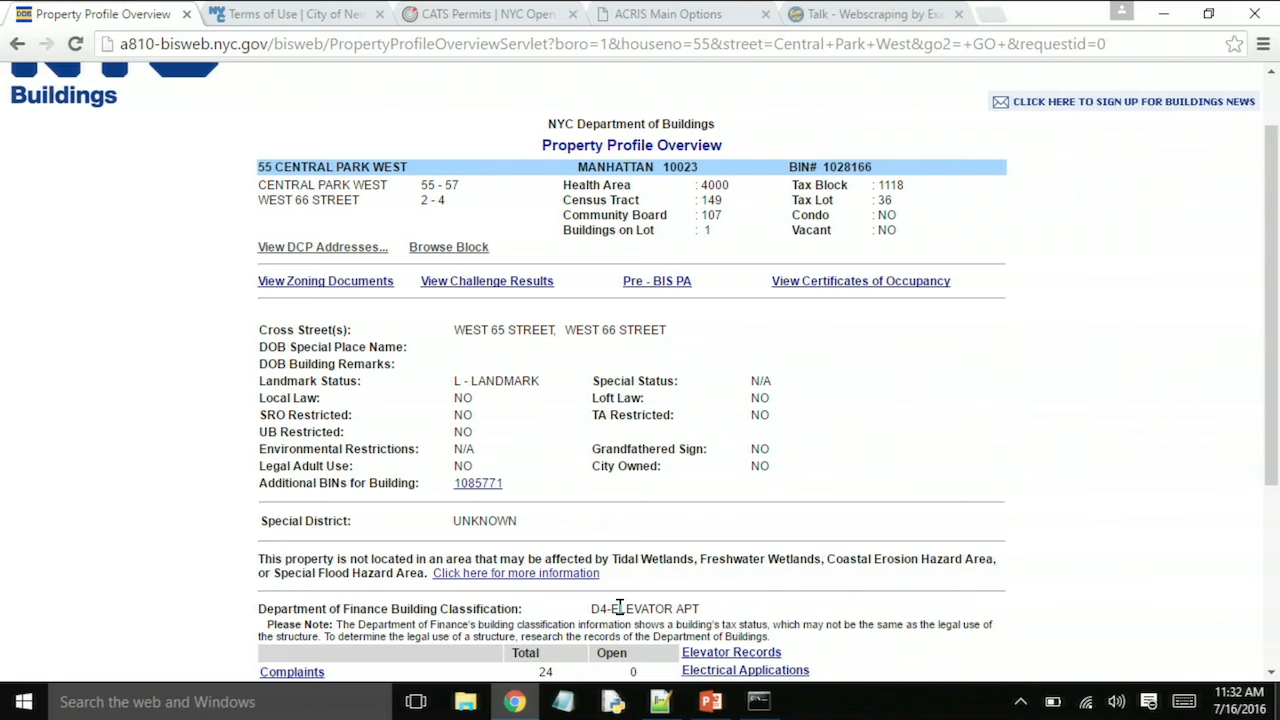 Property Profile Overview
Terms of Use | City of Ne
CATS Permits | NYC Open
ACRIS Main Options
Talk - Webscraping by Ex
a810-bisweb.nyc.gov/bisweb/PropertyProfileOverviewServlet?bsro=1&houseno=55&street=Central+Park+West&go2=+GO+&requestid=0
Buildings
CLICK HERE TO SIGN UP FOR BUILDINGS NEWS
NYC Department of Buildings
Property Profile Overview
55 CENTRAL PARK WEST MANHATTAN 10023 BIN# 1028166
CENTRAL PARK WEST 55 - 57 Health Area : 4000 Tax Block : 1118
WEST 66 STREET 2 - 4 Census Tract : 149 Tax Lot : 36
Community Board : 107 Condo : NO
Buildings on Lot : 1 Vacant : NO
View DCP Addresses... Browse Block
View Zoning Documents View Challenge Results Pre - BIS PA View Certificates of Occupancy
Cross Street(s): WEST 65 STREET, WEST 66 STREET
DOB Special Place Name:
DOB Building Remarks:
Landmark Status: L - LANDMARK Special Status: N/A
Local Law: NO Loft Law: NO
SRO Restricted: NO TA Restricted: NO
UB Restricted: NO
Environmental Restrictions: N/A Grandfathered Sign: NO
Legal Adult Use: NO City Owned: NO
Additional BINs for Building: 1085771
Special District: UNKNOWN
This property is not located in an area that may be affected by Tidal Wetlands, Freshwater Wetlands, Coastal Erosion Hazard Area,
or Special Flood Hazard Area. Click here for more information
Department of Finance Building Classification: D4-ELEVATOR APT
Please Note: The Department of Finance's building classification information shows a building's tax status, which may not be the same as the legal use of
the structure. To determine the legal use of a structure, research the records of the Department of Buildings.
Total Open Elevator Records
Complaints 24 0 Electrical Applications
Search the web and Windows
11:32 AM
7/16/2016